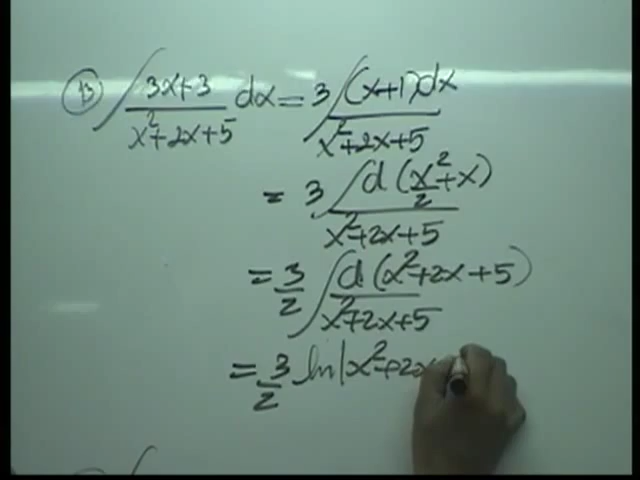 13 ∫ (3x+3)/(x²+2x+5) dx = 3 ∫ (x+1)dx/(x²+2x+5)
= 3 ∫ d(x²/2+x)/(x²+2x+5)
= 3/2 ∫ d(x²+2x+5)/(x²+2x+5)
= 3/2 ln|x²+2x